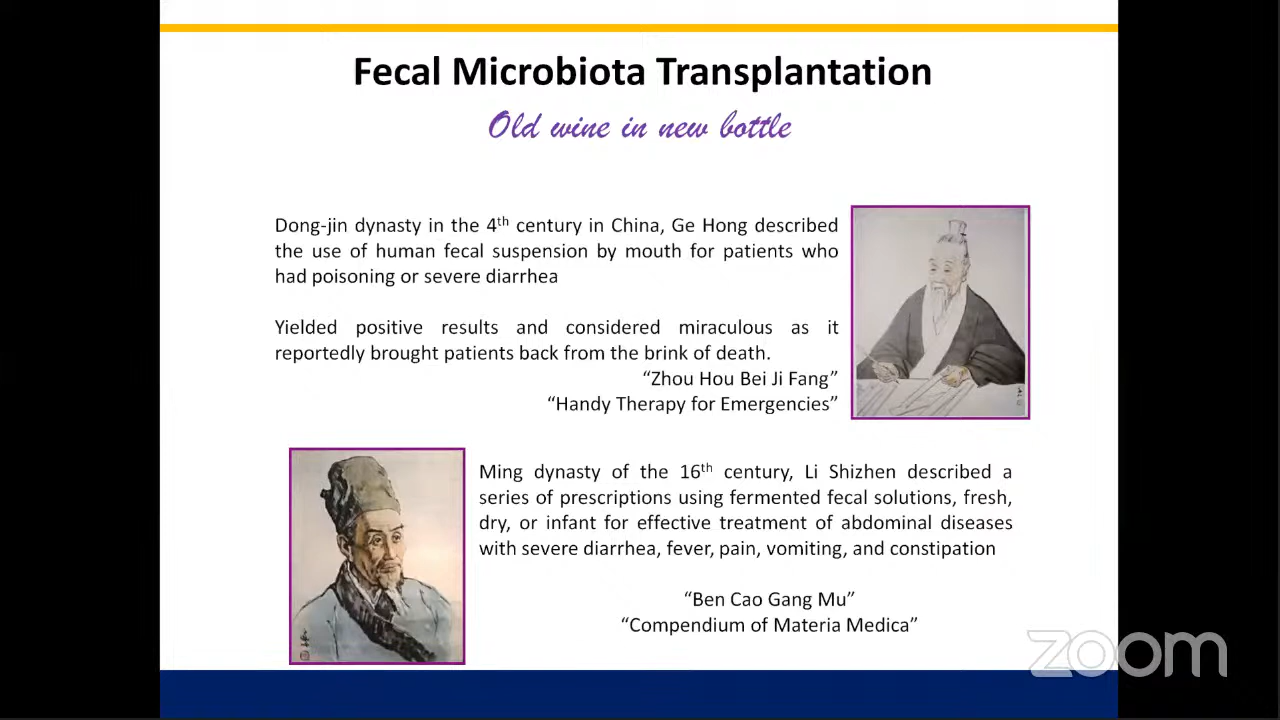 Fecal Microbiota Transplantation
Old wine in new bottle
Dong-jin dynasty in the 4th century in China, Ge Hong described
the use of human fecal suspension by mouth for patients who
had poisoning or severe diarrhea
Yielded positive results and considered miraculous as it
reportedly brought patients back from the brink of death.
“Zhou Hou Bei Ji Fang”
“Handy Therapy for Emergencies”
Ming dynasty of the 16th century, Li Shizhen described a
series of prescriptions using fermented fecal solutions, fresh,
dry, or infant for effective treatment of abdominal diseases
with severe diarrhea, fever, pain, vomiting, and constipation
“Ben Cao Gang Mu”
“Compendium of Materia Medica”
zoom